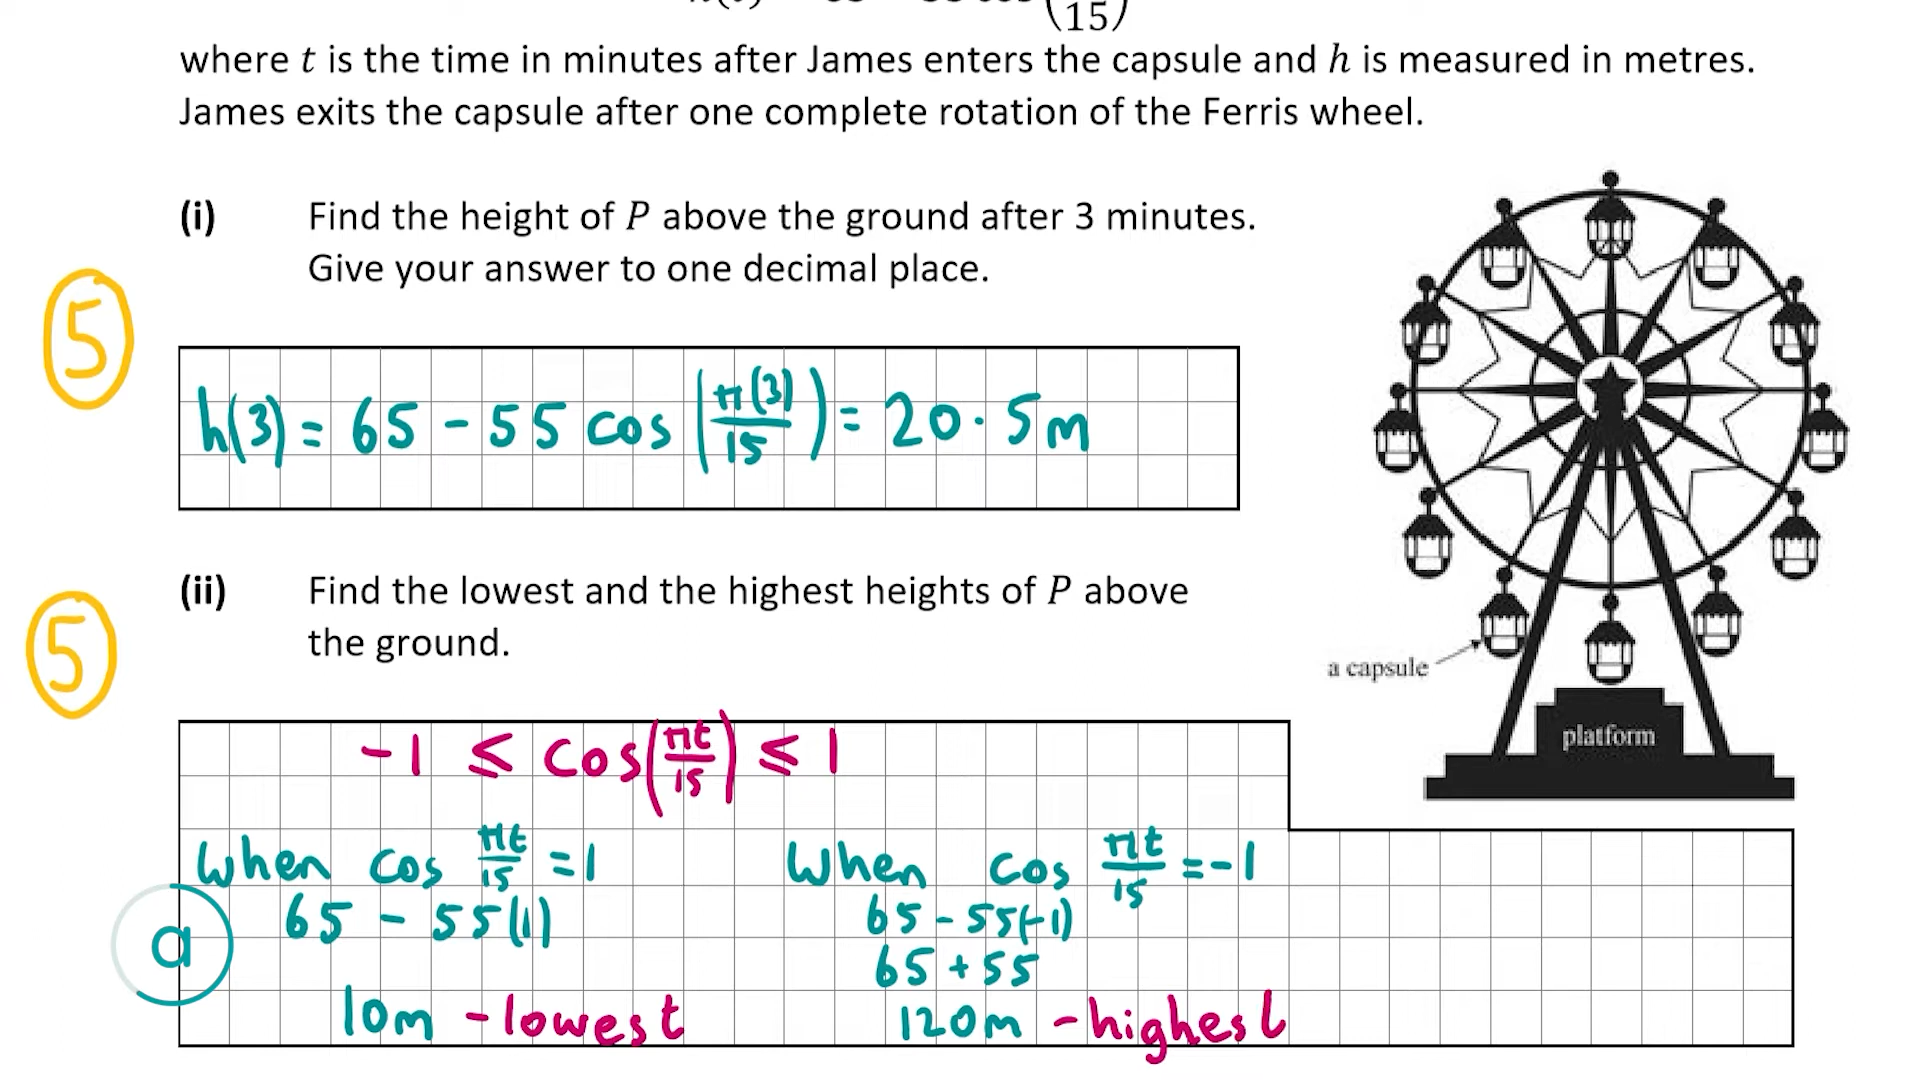 15
where t is the time in minutes after James enters the capsule and h is measured in metres.
James exits the capsule after one complete rotation of the Ferris wheel.
(i) Find the height of P above the ground after 3 minutes.
Give your answer to one decimal place.
5
h(3) = 65 - 55 cos (π(3)/15) = 20.5m
(ii) Find the lowest and the highest heights of P above
the ground.
5
a capsule
platform
-1 ≤ cos(πt/15) ≤ 1
When cos πt/15 = 1
65 - 55(1)
10m - lowest
When cos πt/15 = -1
65 - 55(-1)
65 + 55
120m - highest
a